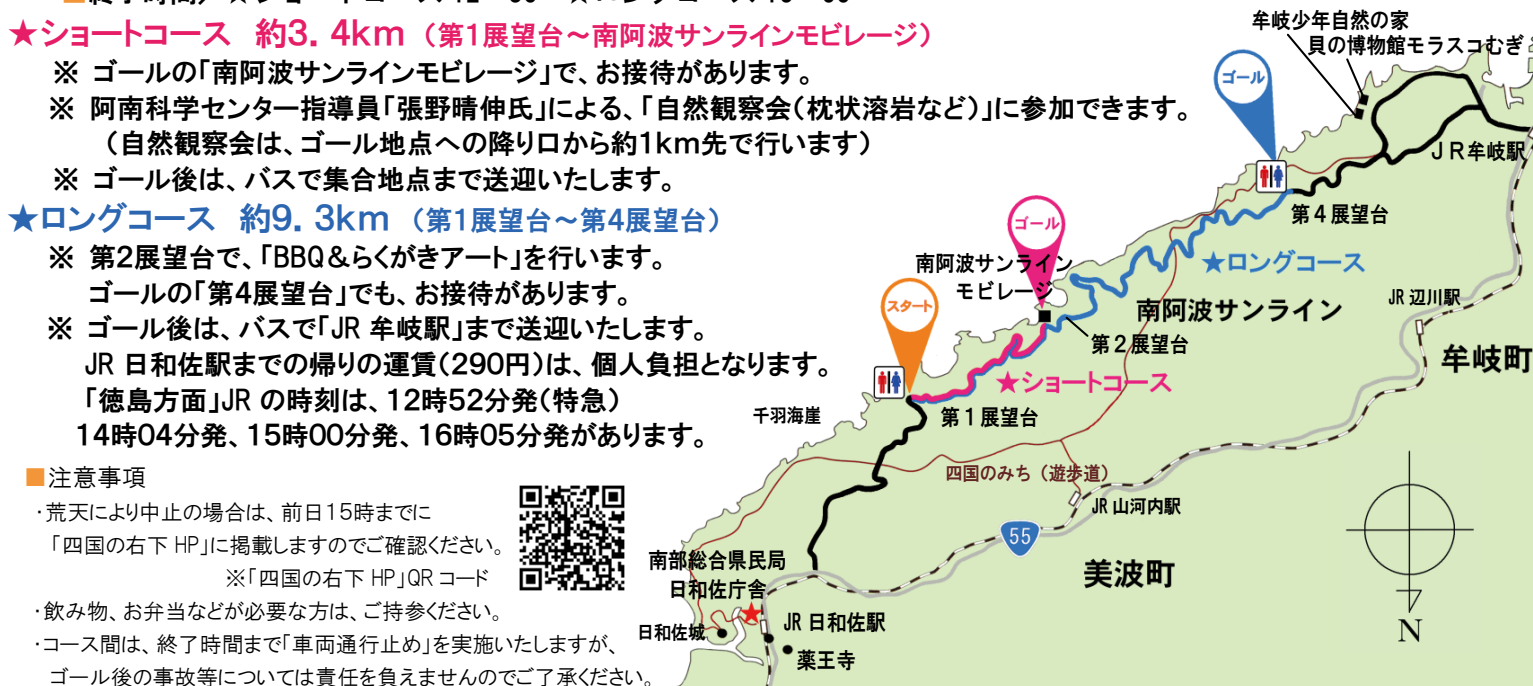 ★ショートコース 約3.4km (第1展望台～南阿波サンラインモビレージ)
※ ゴールの「南阿波サンラインモビレージ」で、お接待があります。
※ 阿南科学センター指導員「張野晴伸氏」による、「自然観察会(枕状溶岩など)」に参加できます。
(自然観察会は、ゴール地点への降り口から約1km先で行います)
※ ゴール後は、バスで集合地点まで送迎いたします。
★ロングコース 約9.3km (第1展望台～第4展望台)
※ 第2展望台で、「BBQ&らくがきアート」を行います。
ゴールの「第4展望台」でも、お接待があります。
※ ゴール後は、バスで「JR 牟岐駅」まで送迎いたします。
JR 日和佐駅までの帰りの運賃(290円)は、個人負担となります。
「徳島方面」JR の時刻は、12時52分発(特急)
14時04分発、15時00分発、16時05分発があります。
■注意事項
・荒天により中止の場合は、前日15時までに
「四国の右下 HP」に掲載しますのでご確認ください。
※「四国の右下 HP」QR コード
・飲み物、お弁当などが必要な方は、ご持参ください。
・コース間は、終了時間まで「車両通行止め」を実施いたしますが、
ゴール後の事故等については責任を負えませんのでご了承ください。
牟岐少年自然の家
貝の博物館モラスコむぎ
ゴール
JR牟岐駅
第4展望台
ゴール
★ロングコース
南阿波サンライン
モビレージ
スタート
南阿波サンライン
JR 辺川駅
第2展望台
牟岐町
★ショートコース
千羽海崖
第1展望台
四国のみち(遊歩道)
JR 山河内駅
55
美波町
南部総合県民局
日和佐庁舎
日和佐城
JR 日和佐駅
薬王寺
N